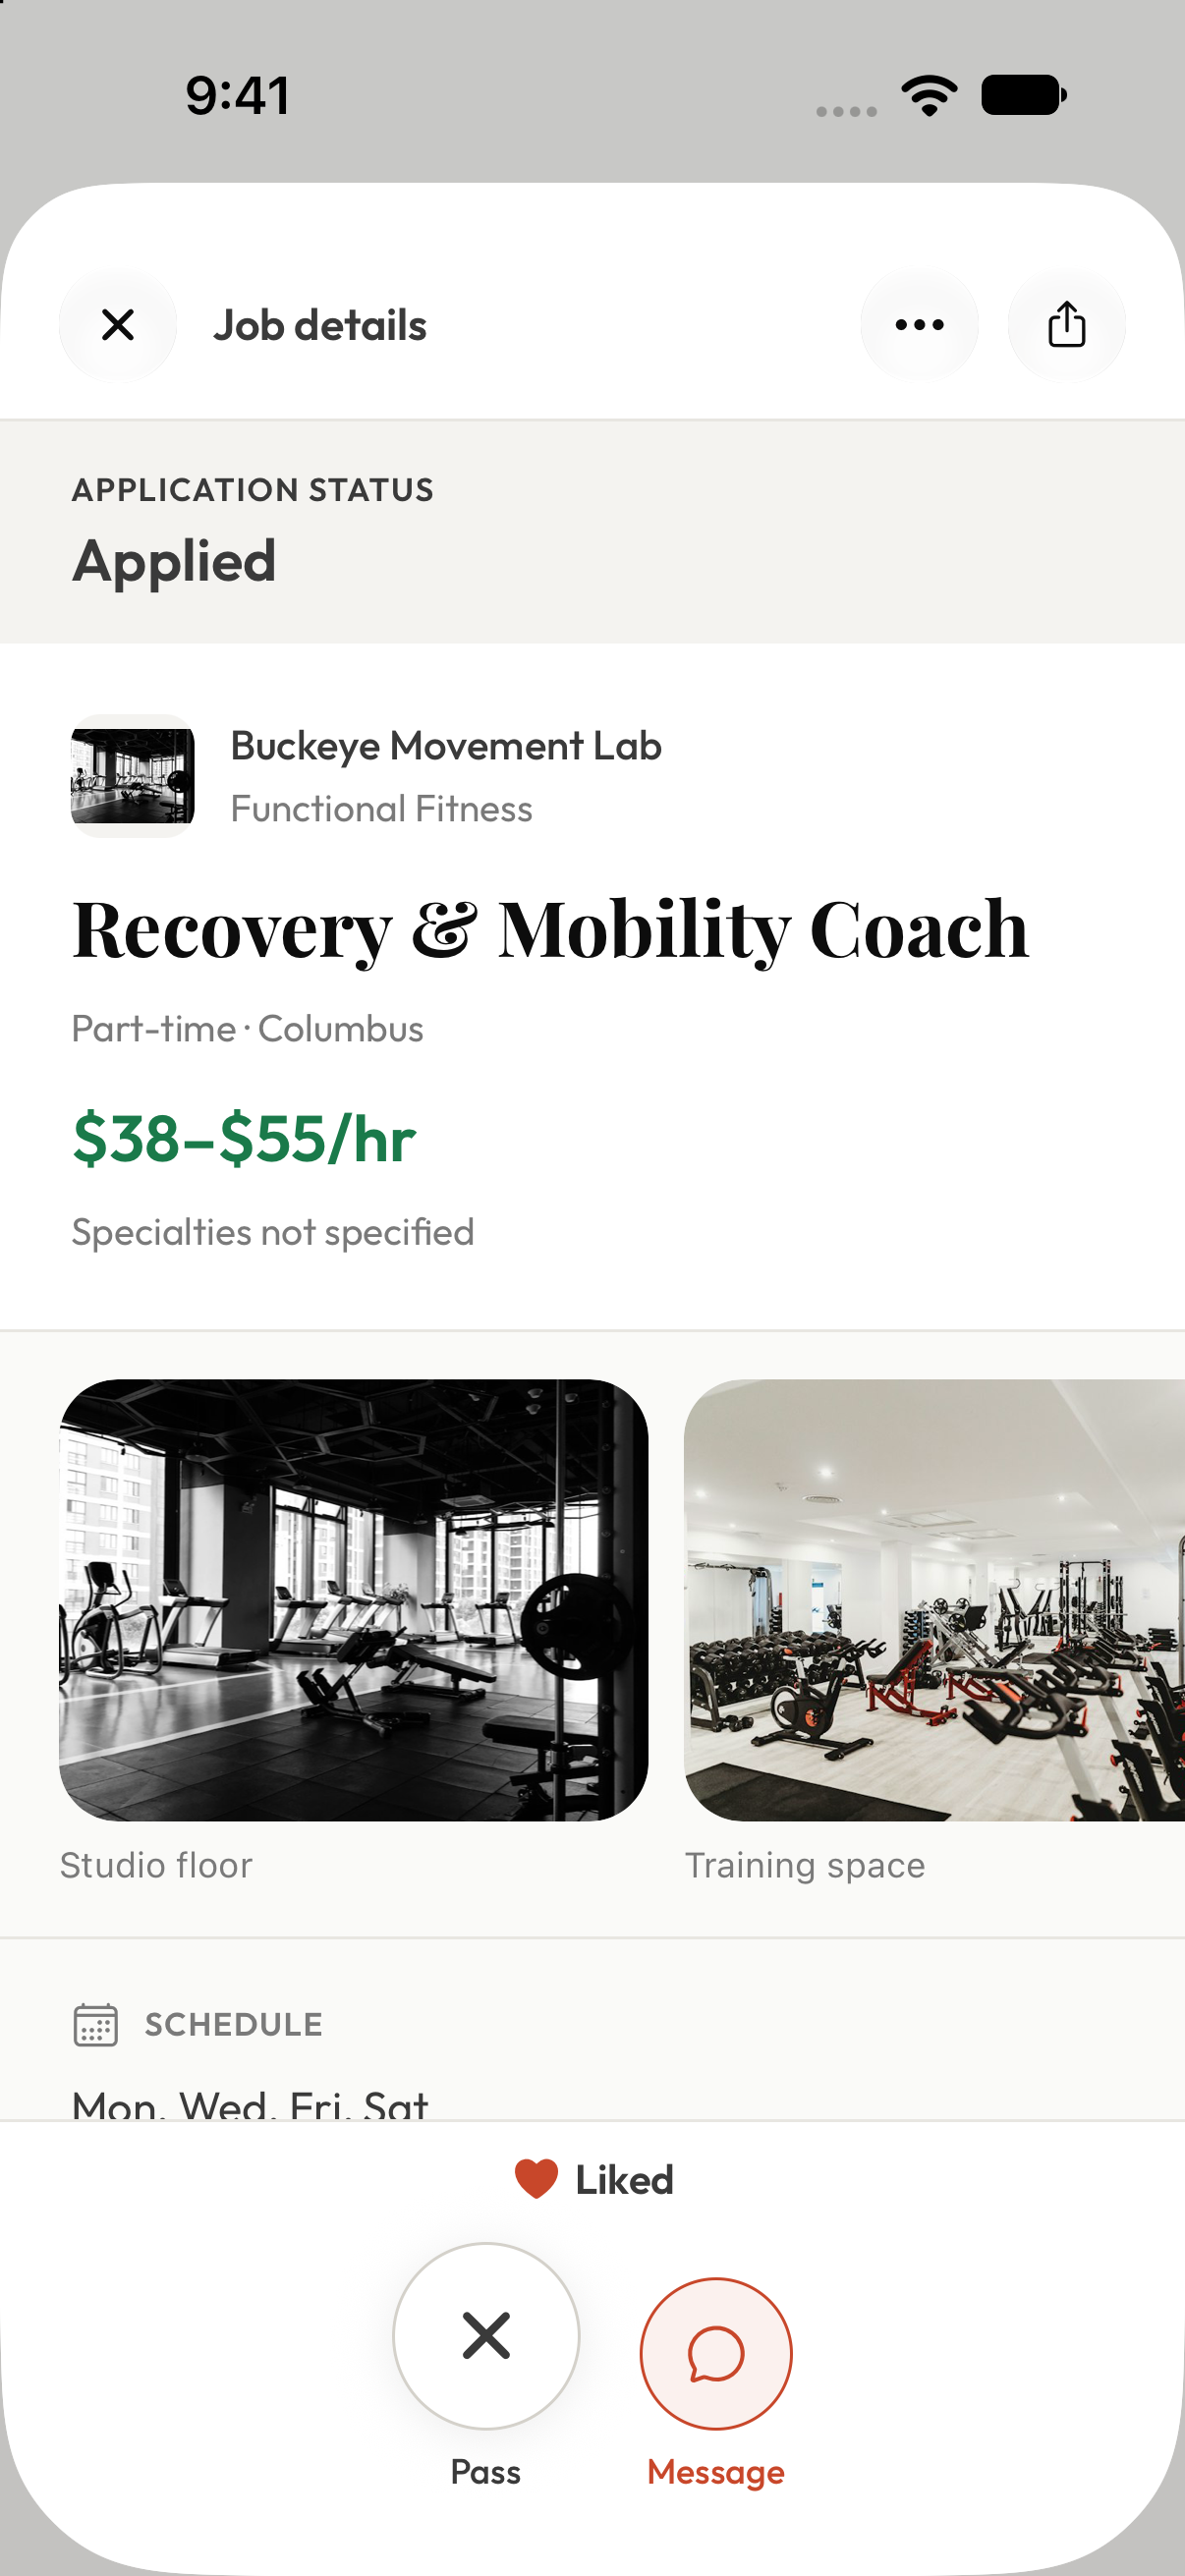 9:41
Job details
APPLICATION STATUS
Applied
Buckeye Movement Lab
Functional Fitness
Recovery & Mobility Coach
Part-time · Columbus
$38–$55/hr
Specialties not specified
Studio floor
Training space
SCHEDULE
Mon, Wed, Fri, Sat
Liked
Pass
Message